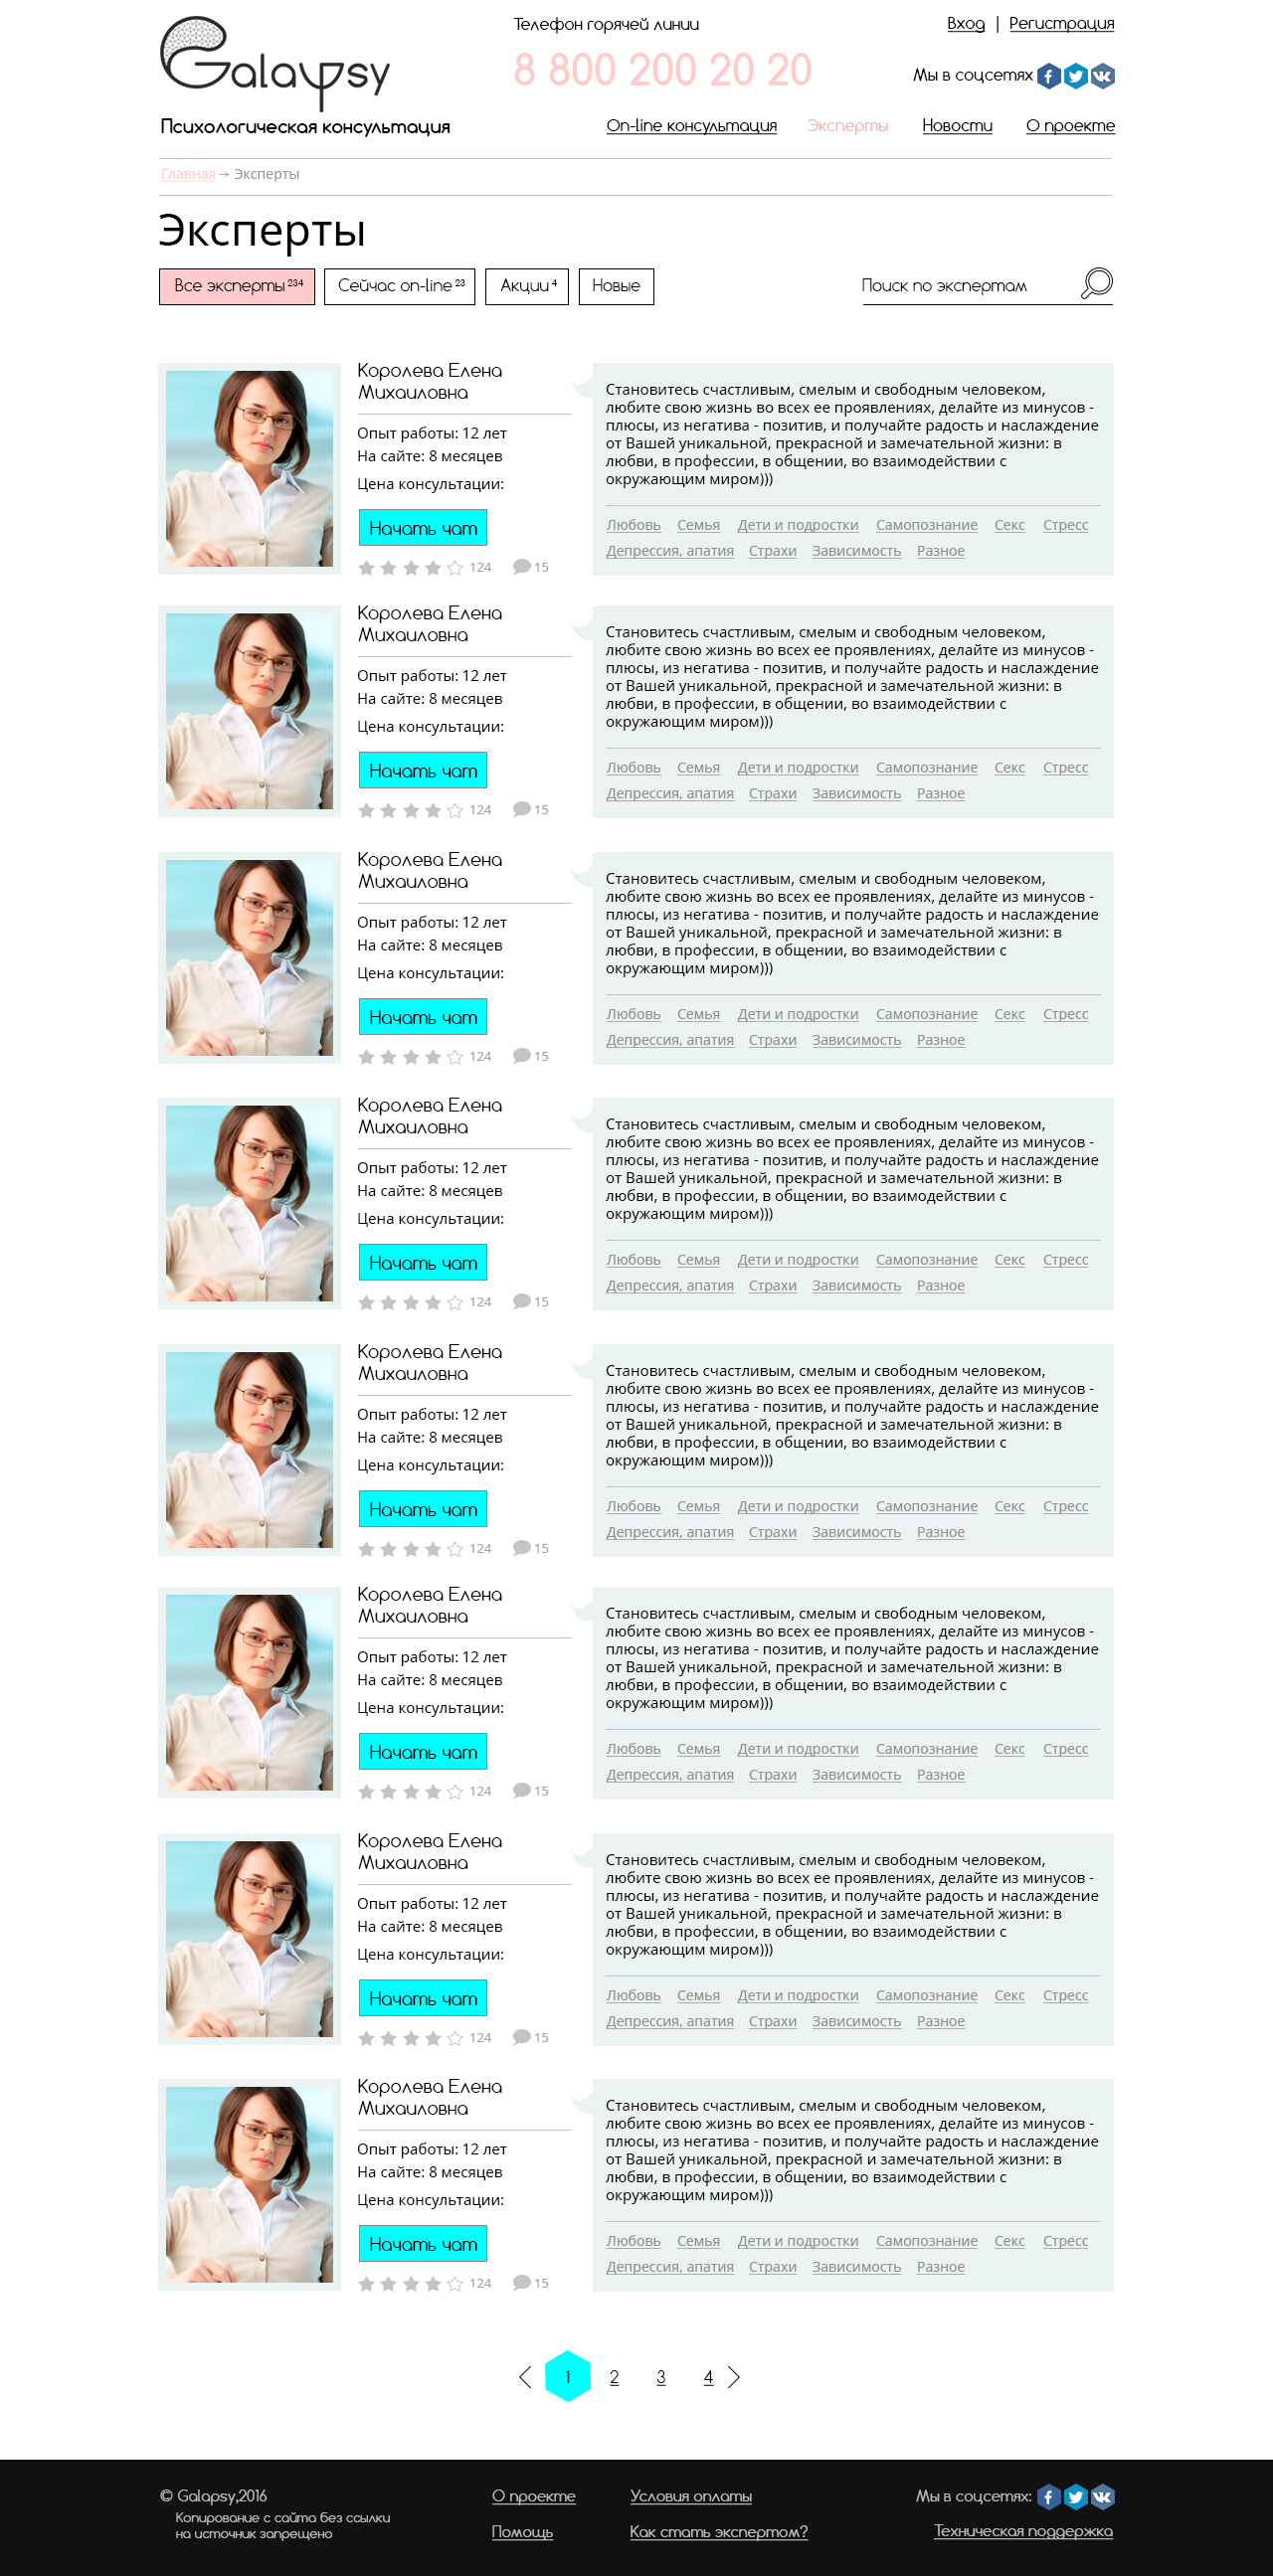 Galapsy
Психологическая консультация
Телефон горячей линии
8 800 200 20 20
Вход | Регистрация
Мы в соцсетях
On-line консультация Эксперты Новости О проекте
Главная → Эксперты
Эксперты
Все эксперты 234 Сейчас on-line 23 Акции 4 Новые Поиск по экспертам
Королева Елена
Михаиловна
Опыт работы: 12 лет
На сайте: 8 месяцев
Цена консультации:
Начать чат
124 15
Становитесь счастливым, смелым и свободным человеком,
любите свою жизнь во всех ее проявлениях, делайте из минусов -
плюсы, из негатива - позитив, и получайте радость и наслаждение
от Вашей уникальной, прекрасной и замечательной жизни: в
любви, в профессии, в общении, во взаимодействии с
окружающим миром)))
Любовь Семья Дети и подростки Самопознание Секс Стресс
Депрессия, апатия Страхи Зависимость Разное
Королева Елена
Михаиловна
Опыт работы: 12 лет
На сайте: 8 месяцев
Цена консультации:
Начать чат
124 15
Становитесь счастливым, смелым и свободным человеком,
любите свою жизнь во всех ее проявлениях, делайте из минусов -
плюсы, из негатива - позитив, и получайте радость и наслаждение
от Вашей уникальной, прекрасной и замечательной жизни: в
любви, в профессии, в общении, во взаимодействии с
окружающим миром)))
Любовь Семья Дети и подростки Самопознание Секс Стресс
Депрессия, апатия Страхи Зависимость Разное
Королева Елена
Михаиловна
Опыт работы: 12 лет
На сайте: 8 месяцев
Цена консультации:
Начать чат
124 15
Становитесь счастливым, смелым и свободным человеком,
любите свою жизнь во всех ее проявлениях, делайте из минусов -
плюсы, из негатива - позитив, и получайте радость и наслаждение
от Вашей уникальной, прекрасной и замечательной жизни: в
любви, в профессии, в общении, во взаимодействии с
окружающим миром)))
Любовь Семья Дети и подростки Самопознание Секс Стресс
Депрессия, апатия Страхи Зависимость Разное
Королева Елена
Михаиловна
Опыт работы: 12 лет
На сайте: 8 месяцев
Цена консультации:
Начать чат
124 15
Становитесь счастливым, смелым и свободным человеком,
любите свою жизнь во всех ее проявлениях, делайте из минусов -
плюсы, из негатива - позитив, и получайте радость и наслаждение
от Вашей уникальной, прекрасной и замечательной жизни: в
любви, в профессии, в общении, во взаимодействии с
окружающим миром)))
Любовь Семья Дети и подростки Самопознание Секс Стресс
Депрессия, апатия Страхи Зависимость Разное
Королева Елена
Михаиловна
Опыт работы: 12 лет
На сайте: 8 месяцев
Цена консультации:
Начать чат
124 15
Становитесь счастливым, смелым и свободным человеком,
любите свою жизнь во всех ее проявлениях, делайте из минусов -
плюсы, из негатива - позитив, и получайте радость и наслаждение
от Вашей уникальной, прекрасной и замечательной жизни: в
любви, в профессии, в общении, во взаимодействии с
окружающим миром)))
Любовь Семья Дети и подростки Самопознание Секс Стресс
Депрессия, апатия Страхи Зависимость Разное
Королева Елена
Михаиловна
Опыт работы: 12 лет
На сайте: 8 месяцев
Цена консультации:
Начать чат
124 15
Становитесь счастливым, смелым и свободным человеком,
любите свою жизнь во всех ее проявлениях, делайте из минусов -
плюсы, из негатива - позитив, и получайте радость и наслаждение
от Вашей уникальной, прекрасной и замечательной жизни: в
любви, в профессии, в общении, во взаимодействии с
окружающим миром)))
Любовь Семья Дети и подростки Самопознание Секс Стресс
Депрессия, апатия Страхи Зависимость Разное
Королева Елена
Михаиловна
Опыт работы: 12 лет
На сайте: 8 месяцев
Цена консультации:
Начать чат
124 15
Становитесь счастливым, смелым и свободным человеком,
любите свою жизнь во всех ее проявлениях, делайте из минусов -
плюсы, из негатива - позитив, и получайте радость и наслаждение
от Вашей уникальной, прекрасной и замечательной жизни: в
любви, в профессии, в общении, во взаимодействии с
окружающим миром)))
Любовь Семья Дети и подростки Самопознание Секс Стресс
Депрессия, апатия Страхи Зависимость Разное
Королева Елена
Михаиловна
Опыт работы: 12 лет
На сайте: 8 месяцев
Цена консультации:
Начать чат
124 15
Становитесь счастливым, смелым и свободным человеком,
любите свою жизнь во всех ее проявлениях, делайте из минусов -
плюсы, из негатива - позитив, и получайте радость и наслаждение
от Вашей уникальной, прекрасной и замечательной жизни: в
любви, в профессии, в общении, во взаимодействии с
окружающим миром)))
Любовь Семья Дети и подростки Самопознание Секс Стресс
Депрессия, апатия Страхи Зависимость Разное
1 2 3 4
© Galapsy,2016
Копирование с сайта без ссылки
на источник запрещено
О проекте Условия оплаты
Помощь Как стать экспертом?
Мы в соцсетях:
Техническая поддержка